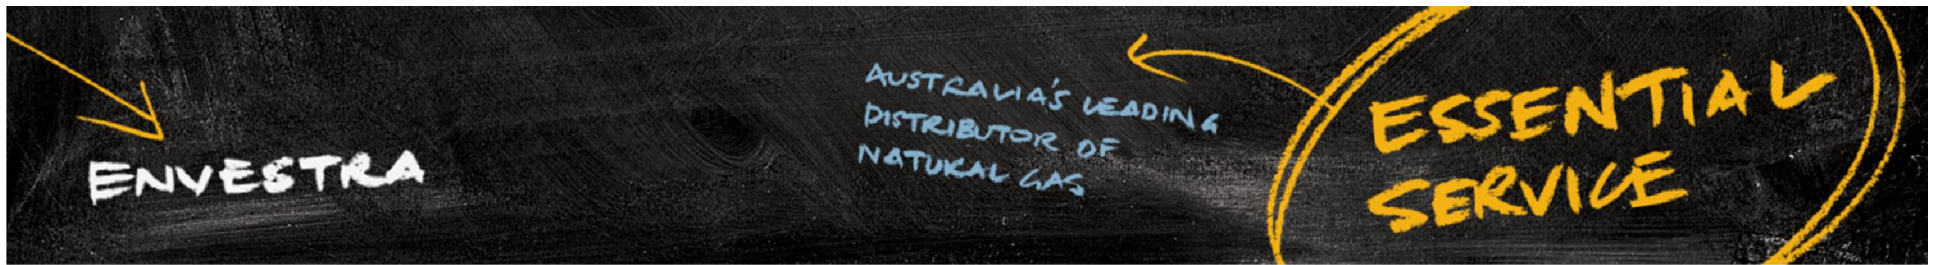 ENVESTRA
AUSTRALIA'S LEADING
DISTRIBUTOR OF
NATURAL GAS
ESSENTIAL
SERVICE